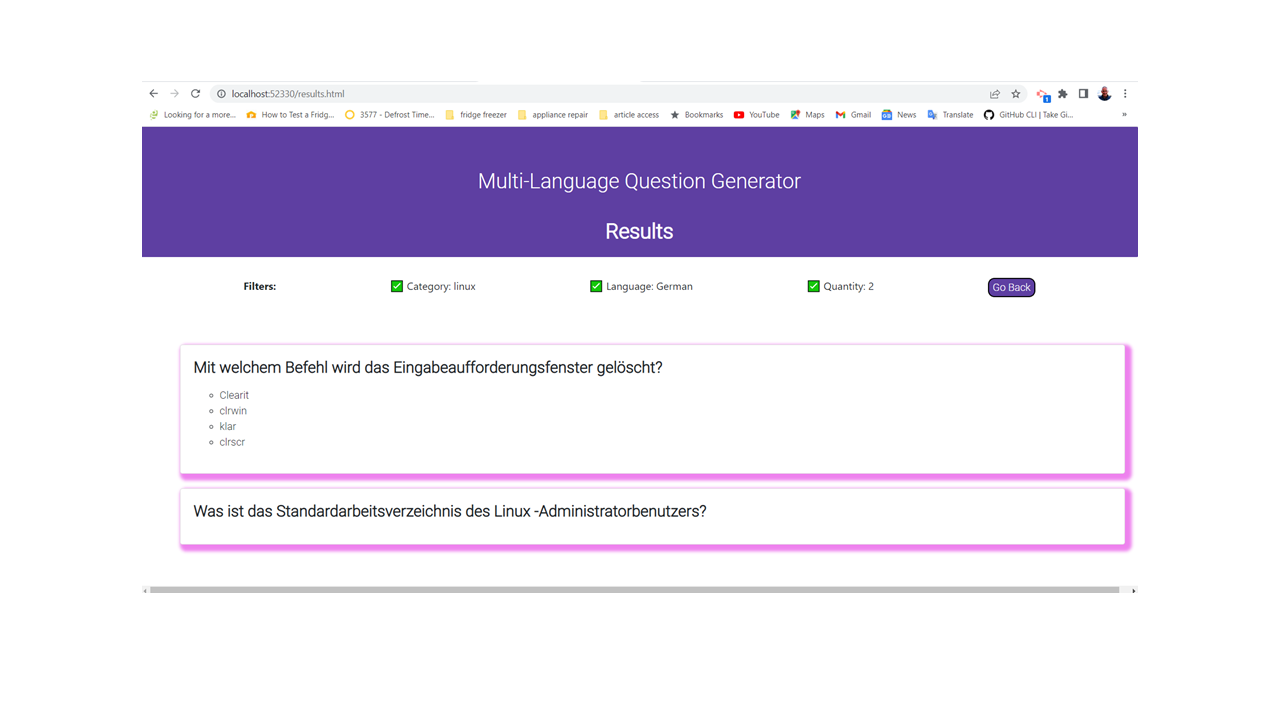 localhost:52330/results.html
Looking for a more... How to Test a Fridg... 3577 - Defrost Time... fridge freezer appliance repair article access Bookmarks YouTube Maps Gmail News Translate GitHub CLI | Take Gi... »
Multi-Language Question Generator
Results
Filters: Category: linux Language: German Quantity: 2 Go Back
Mit welchem Befehl wird das Eingabeaufforderungsfenster gelöscht?
Clearit
clrwin
klar
clrscr
Was ist das Standardarbeitsverzeichnis des Linux -Administratorbenutzers?